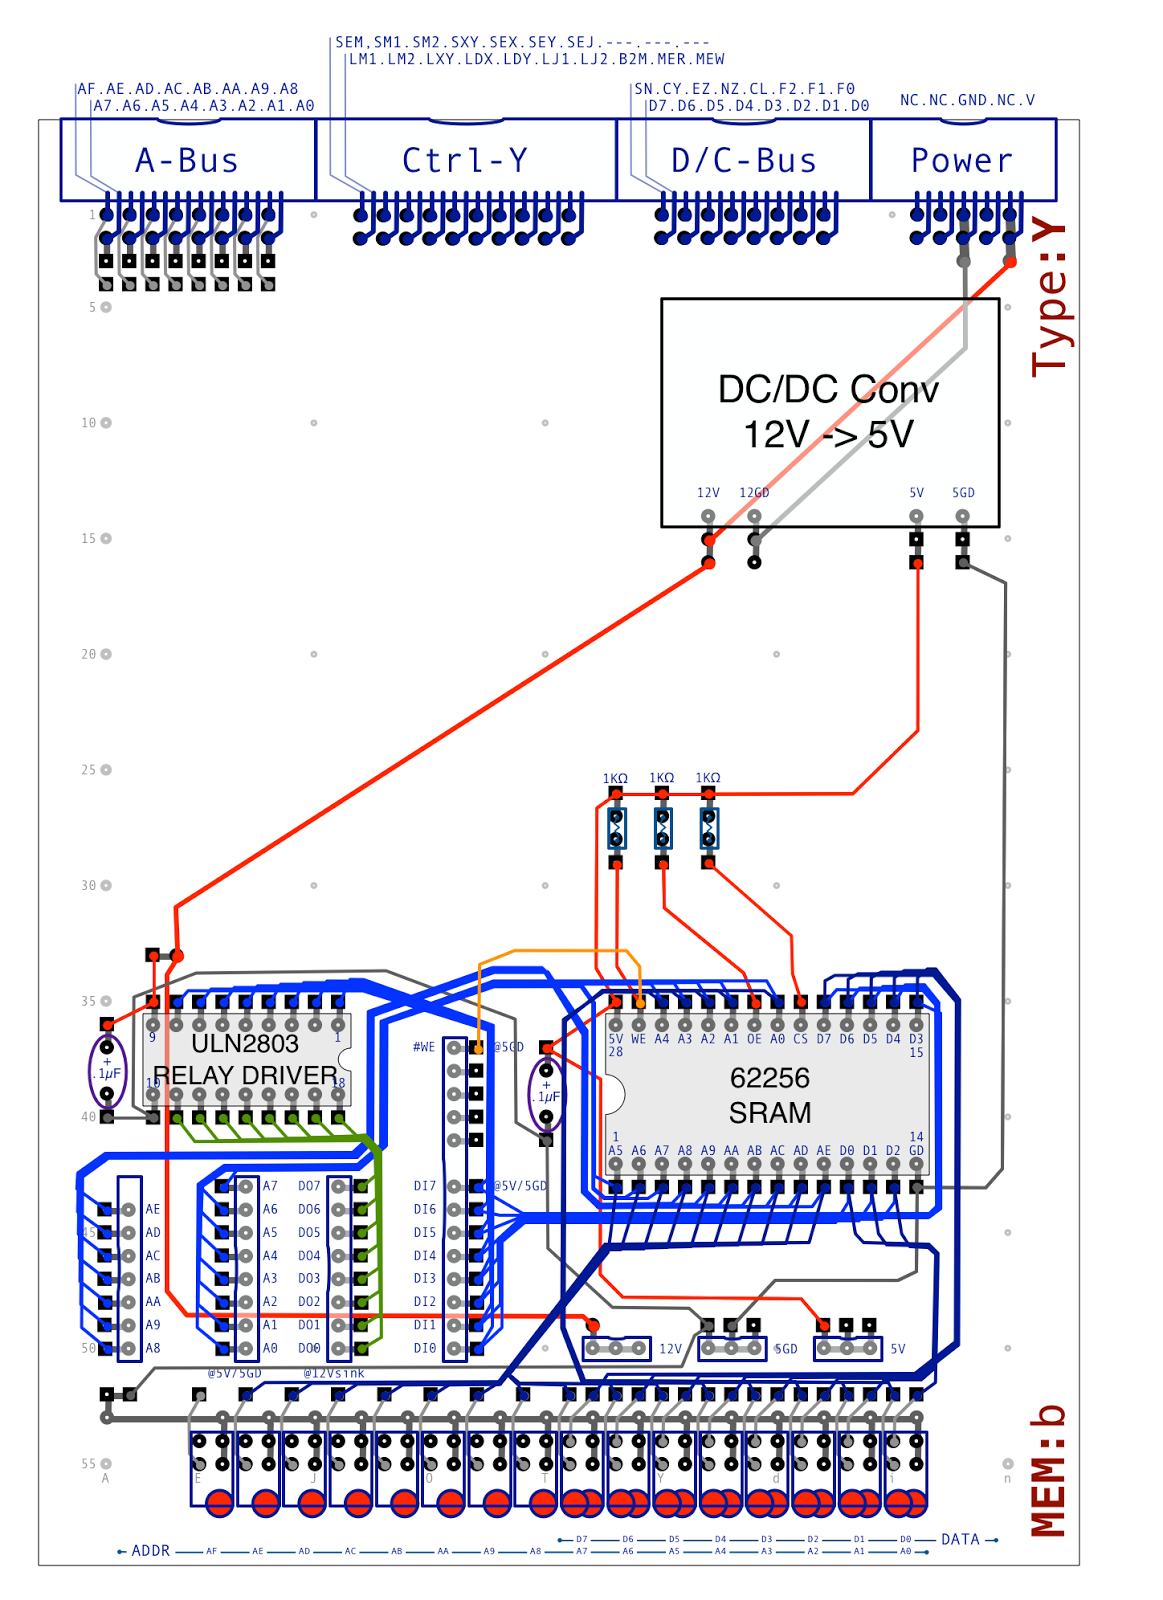 SEM,SM1.SM2.SXY.SEX.SEY.SEJ.---.---.---
LM1.LM2.LXY.LDX.LDY.LJ1.LJ2.B2M.MER.MEW
AF.AE.AD.AC.AB.AA.A9.A8
A7.A6.A5.A4.A3.A2.A1.A0
SN.CY.EZ.NZ.CL.F2.F1.F0
D7.D6.D5.D4.D3.D2.D1.D0
NC.NC.GND.NC.V
A-Bus Ctrl-Y D/C-Bus Power
1
Type:Y
5
DC/DC Conv
12V -> 5V
10
12V 12GD 5V 5GD
15
20
25
1KΩ 1KΩ 1KΩ
30
35
9 1
ULN2803
RELAY DRIVER
10 18
+
.1µF
#WE @5GD
+
.1µF
5V WE A4 A3 A2 A1 OE A0 CS D7 D6 D5 D4 D3
28 15
62256
SRAM
1 14
A5 A6 A7 A8 A9 AA AB AC AD AE D0 D1 D2 GD
40
A7 DO7 DI7 @5V/5GD
AE A6 DO6 DI6
45 AD A5 DO5 DI5
AC A4 DO4 DI4
AB A3 DO3 DI3
AA A2 DO2 DI2
A9 A1 DO1 DI1
50 A8 A0 DO0 DI0
12V 5GD 5V
@5V/5GD @12Vsink
55
A E J O T Y d i n
MEM:b
D7 D6 D5 D4 D3 D2 D1 D0 DATA
ADDR AF AE AD AC AB AA A9 A8 A7 A6 A5 A4 A3 A2 A1 A0